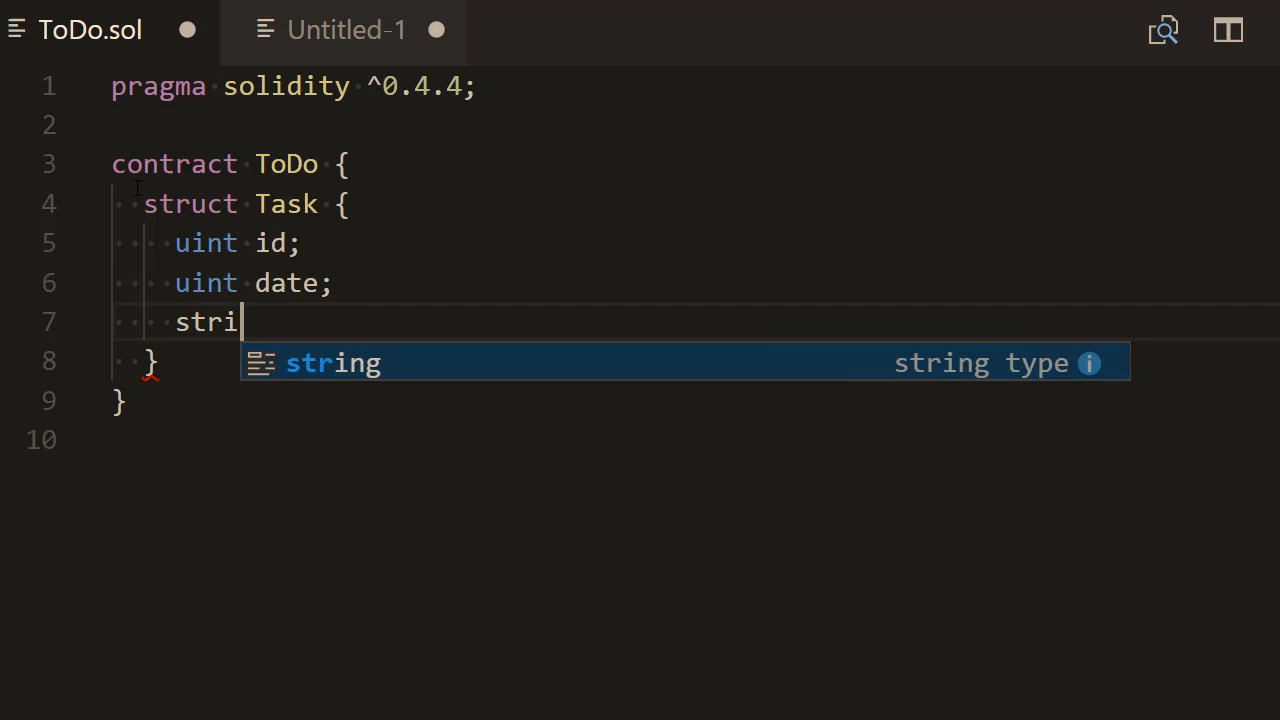 ToDo.sol
Untitled-1
1 pragma solidity ^0.4.4;
2
3 contract ToDo {
4 struct Task {
5 uint id;
6 uint date;
7 stri
string string type
8 }
9 }
10